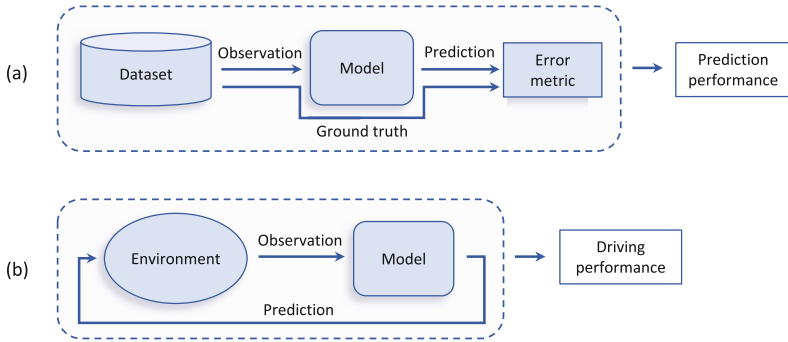 (a)
Dataset
Observation
Model
Prediction
Ground truth
Error
metric
Prediction
performance
(b)
Environment
Observation
Model
Prediction
Driving
performance